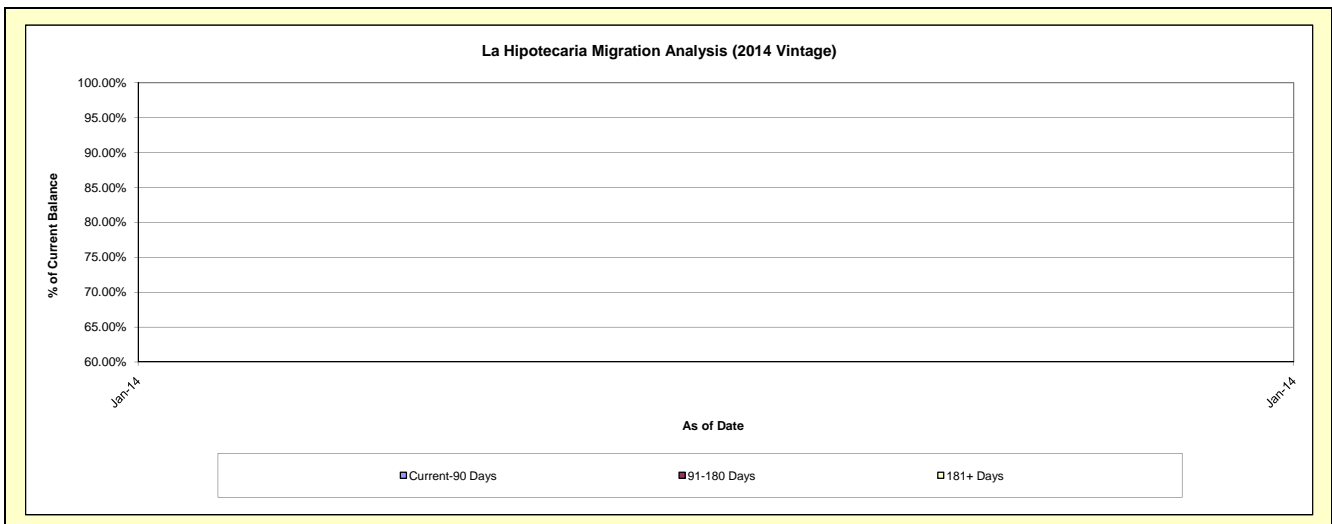 La Hipotecaria Migration Analysis (2014 Vintage)
100.00%
95.00%
90.00%
85.00%
80.00%
75.00%
70.00%
65.00%
60.00%
% of Current Balance
Jan-14
Jan-14
As of Date
Current-90 Days
91-180 Days
181+ Days